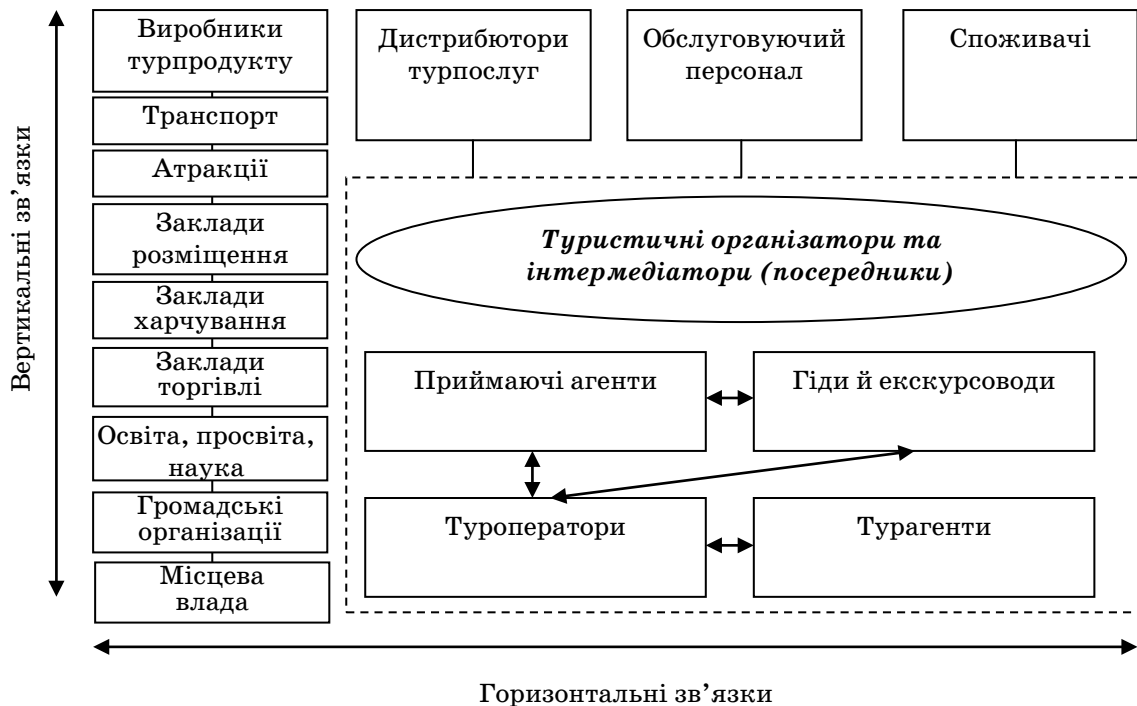 Вертикальні зв’язки
Виробники
турпродукту
Транспорт
Атракції
Заклади
розміщення
Заклади
харчування
Заклади
торгівлі
Освіта, просвіта,
наука
Громадські
організації
Місцева
влада
Дистрибютори
турпослуг
Обслуговуючий
персонал
Споживачі
Туристичні організатори та
інтермедіатори (посередники)
Приймаючі агенти
Гіди й екскурсоводи
Туроператори
Турагенти
Горизонтальні зв’язки